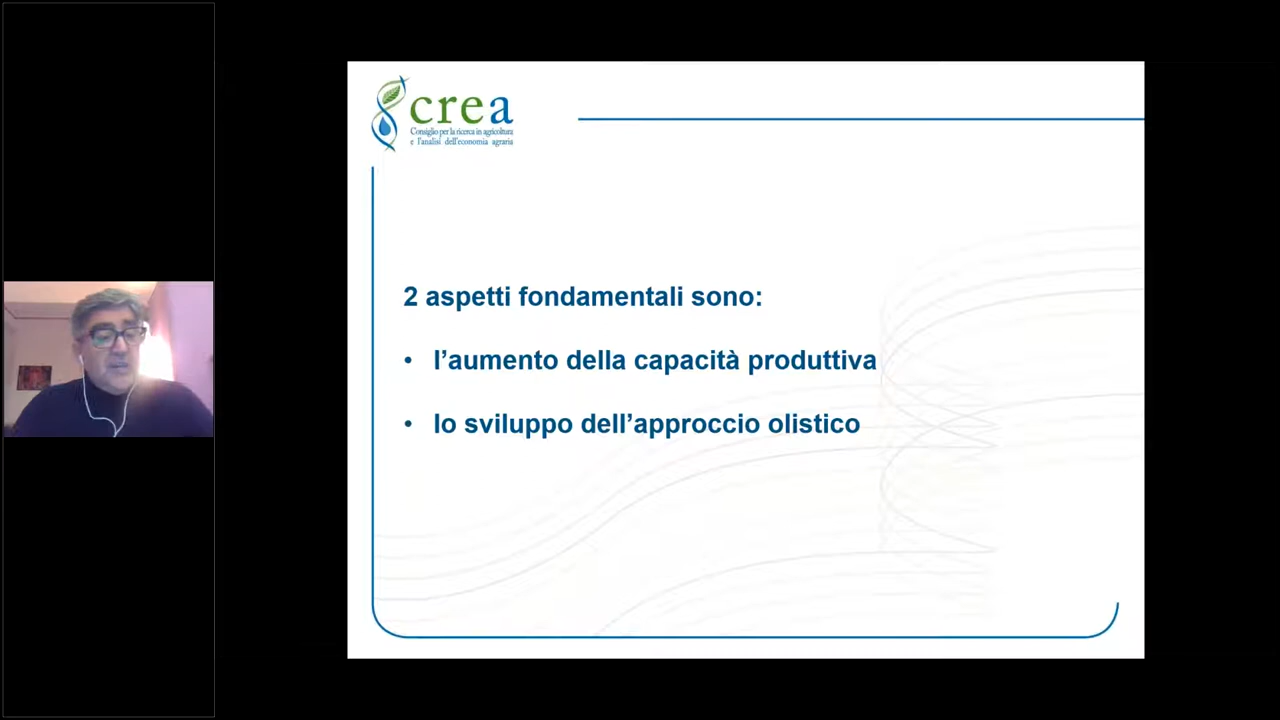 crea
Consiglio per la ricerca in agricoltura
e l'analisi dell'economia agraria
2 aspetti fondamentali sono:
• l’aumento della capacità produttiva
• lo sviluppo dell’approccio olistico